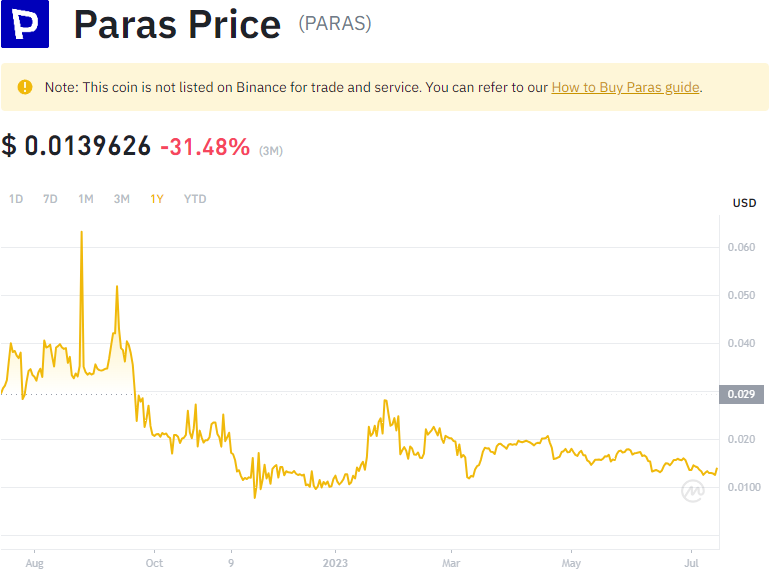 Paras Price (PARAS)
Note: This coin is not listed on Binance for trade and service. You can refer to our How to Buy Paras guide.
$ 0.0139626 -31.48% (3M)
1D 7D 1M 3M 1Y YTD
USD
0.060
0.050
0.040
0.029
0.020
0.0100
Aug Oct 9 2023 Mar May Jul